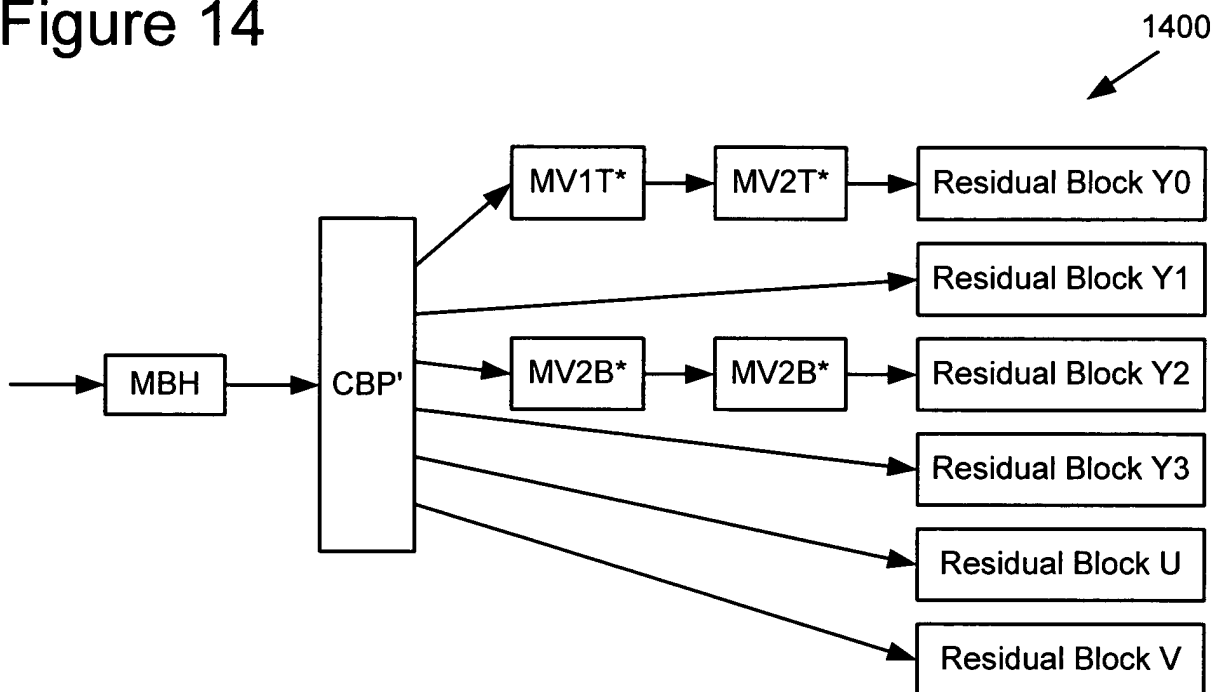 Figure 14
1400
MV1T*
MV2T*
Residual Block Y0
Residual Block Y1
MBH
CBP'
MV2B*
MV2B*
Residual Block Y2
Residual Block Y3
Residual Block U
Residual Block V